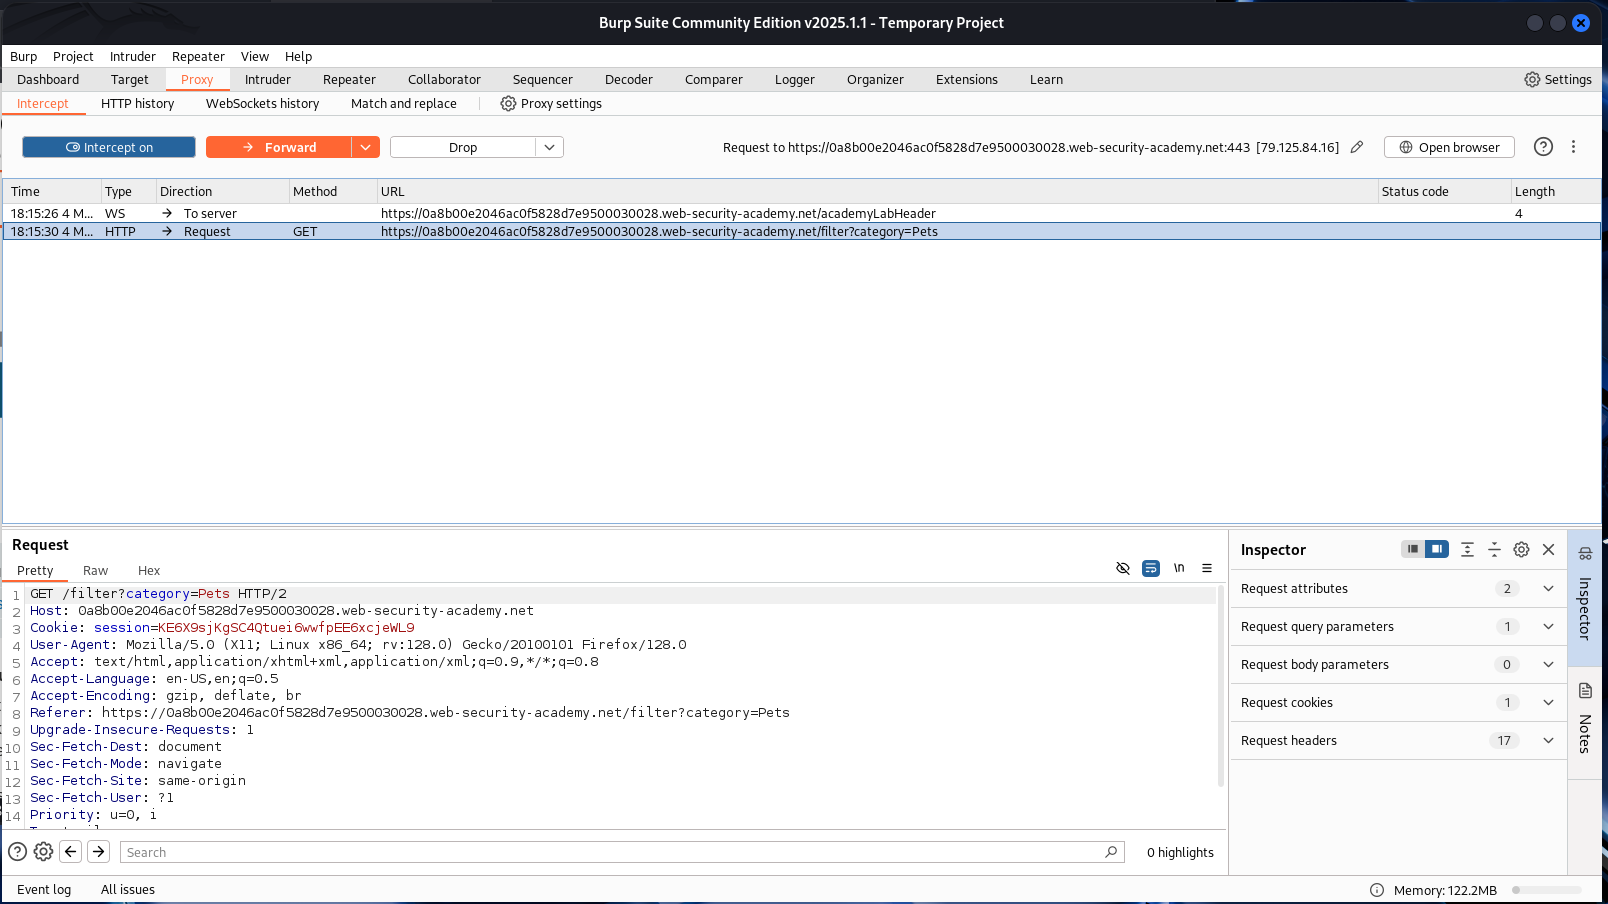 Burp Suite Community Edition v2025.1.1 - Temporary Project
Burp Project Intruder Repeater View Help
Dashboard Target Proxy Intruder Repeater Collaborator Sequencer Decoder Comparer Logger Organizer Extensions Learn Settings
Intercept HTTP history WebSockets history Match and replace Proxy settings
Intercept on Forward Drop Request to https://0a8b00e2046ac0f5828d7e9500030028.web-security-academy.net:443 [79.125.84.16] Open browser
Time Type Direction Method URL Status code Length
18:15:26 4 M... WS To server https://0a8b00e2046ac0f5828d7e9500030028.web-security-academy.net/academyLabHeader 4
18:15:30 4 M... HTTP Request GET https://0a8b00e2046ac0f5828d7e9500030028.web-security-academy.net/filter?category=Pets
Request
Pretty Raw Hex \n
1 GET /filter?category=Pets HTTP/2
2 Host: 0a8b00e2046ac0f5828d7e9500030028.web-security-academy.net
3 Cookie: session=KE6X9sjKgSC4Qtuei6wwfpEE6xcjeWL9
4 User-Agent: Mozilla/5.0 (X11; Linux x86_64; rv:128.0) Gecko/20100101 Firefox/128.0
5 Accept: text/html,application/xhtml+xml,application/xml;q=0.9,*/*;q=0.8
6 Accept-Language: en-US,en;q=0.5
7 Accept-Encoding: gzip, deflate, br
8 Referer: https://0a8b00e2046ac0f5828d7e9500030028.web-security-academy.net/filter?category=Pets
9 Upgrade-Insecure-Requests: 1
10 Sec-Fetch-Dest: document
11 Sec-Fetch-Mode: navigate
12 Sec-Fetch-Site: same-origin
13 Sec-Fetch-User: ?1
14 Priority: u=0, i
Search 0 highlights
Inspector
Request attributes 2
Request query parameters 1
Request body parameters 0
Request cookies 1
Request headers 17
Inspector
Notes
Event log All issues Memory: 122.2MB